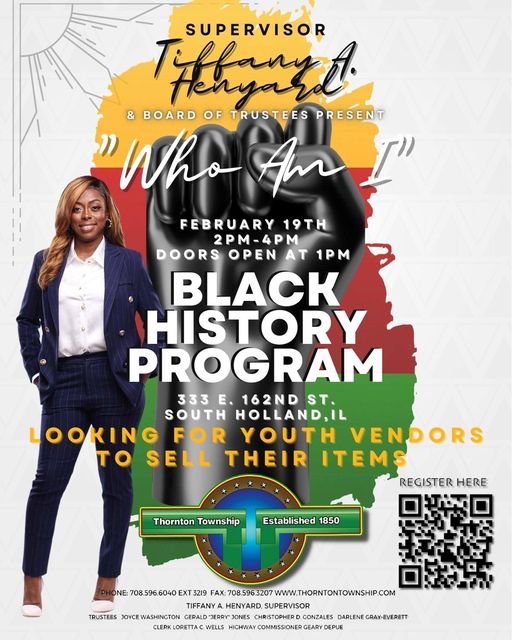 SUPERVISOR
Tiffany A.
Henyard
& BOARD OF TRUSTEES PRESENT
"Who Am I"
FEBRUARY 19TH
2PM-4PM
DOORS OPEN AT 1PM
BLACK
HISTORY
PROGRAM
333 E. 162ND ST.
SOUTH HOLLAND, IL
LOOKING FOR YOUTH VENDORS
TO SELL THEIR ITEMS
REGISTER HERE
Thornton Township Established 1850
PHONE: 708.596.6040 EXT 3219 FAX: 708.596.3207 WWW.THORNTONTOWNSHIP.COM
TIFFANY A. HENYARD, SUPERVISOR
TRUSTEES JOYCE WASHINGTON GERALD "JERRY" JONES CHRISTOPHER D. GONZALES DARLENE GRAY-EVERETT
CLERK LORETTA C. WELLS HIGHWAY COMMISSIONER GEARY DEPUE